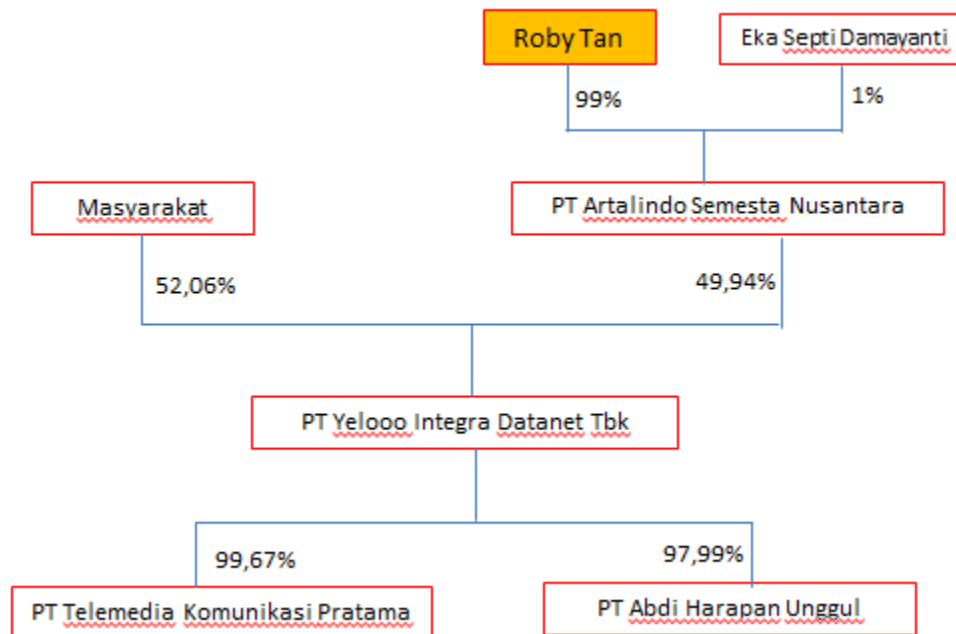 Roby Tan
Eka Septi Damayanti
99%
1%
Masyarakat
PT Artalindo Semesta Nusantara
52,06%
49,94%
PT Yelooo Integra Datanet Tbk
99,67%
97,99%
PT Telemedia Komunikasi Pratama
PT Abdi Harapan Unggul